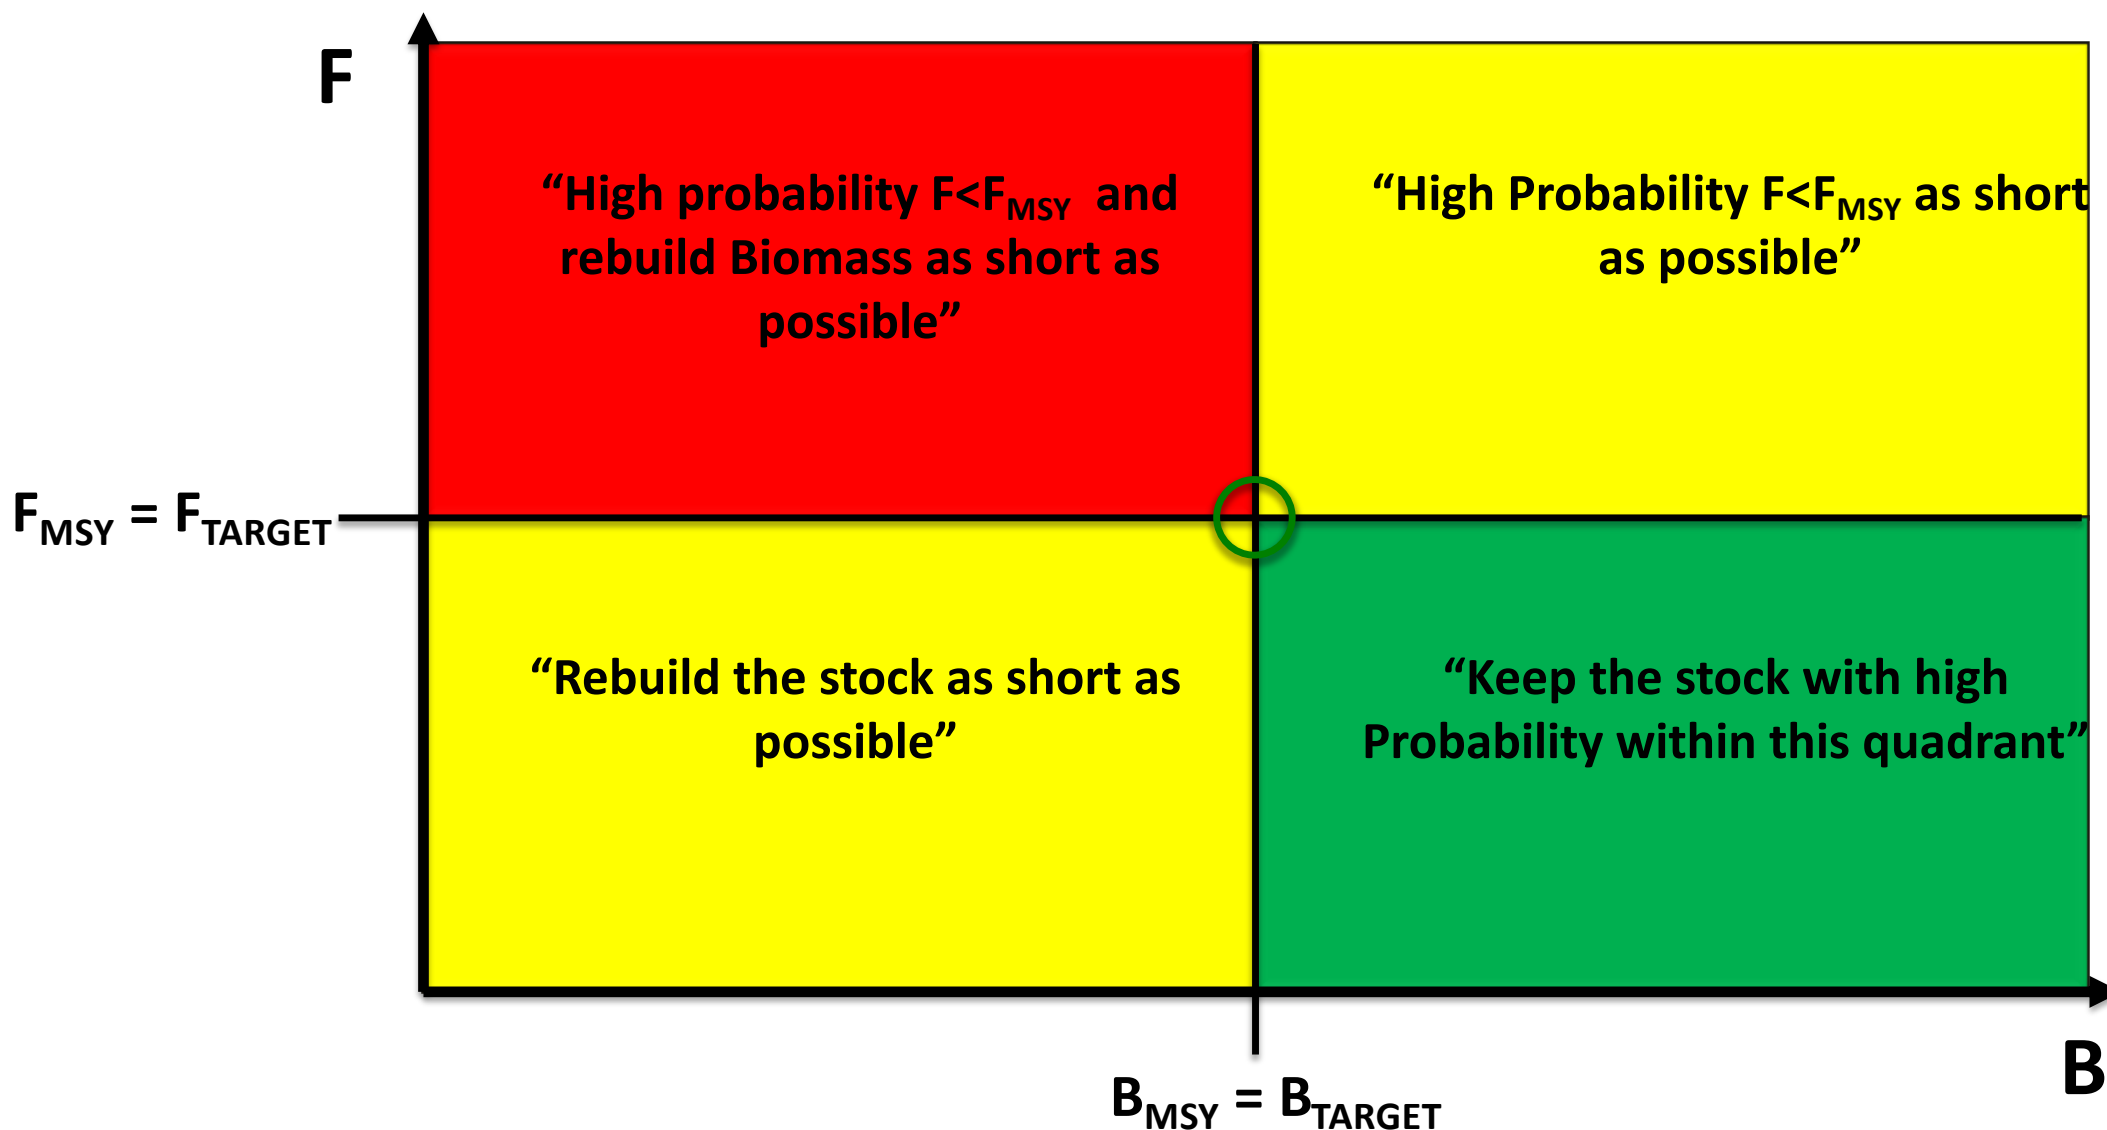 F
“High probability F<FMSY and
rebuild Biomass as short as
possible”
“High Probability F<FMSY as short
as possible”
FMSY = FTARGET
“Rebuild the stock as short as
possible”
“Keep the stock with high
Probability within this quadrant”
B
BMSY = BTARGET